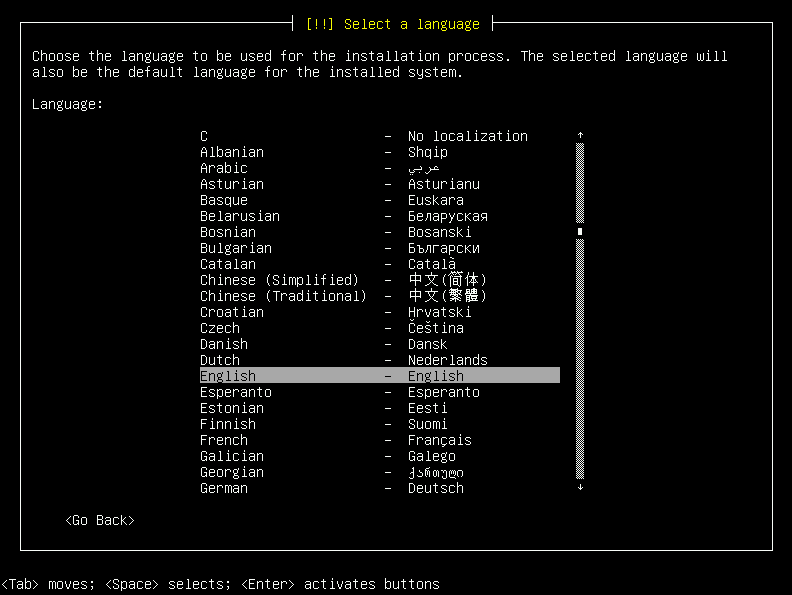 [!!] Select a language
Choose the language to be used for the installation process. The selected language will
also be the default language for the installed system.
Language:
C - No localization
Albanian - Shqip
Arabic - عربي
Asturian - Asturianu
Basque - Euskara
Belarusian - Беларуская
Bosnian - Bosanski
Bulgarian - Български
Catalan - Català
Chinese (Simplified) - 中文(简体)
Chinese (Traditional) - 中文(繁體)
Croatian - Hrvatski
Czech - Čeština
Danish - Dansk
Dutch - Nederlands
English - English
Esperanto - Esperanto
Estonian - Eesti
Finnish - Suomi
French - Français
Galician - Galego
Georgian - ქართული
German - Deutsch
<Go Back>
<Tab> moves; <Space> selects; <Enter> activates buttons